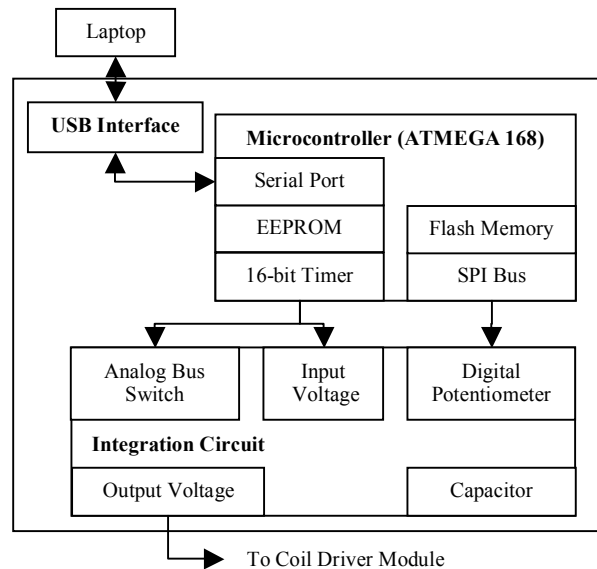 Laptop
USB Interface
Microcontroller (ATMEGA 168)
Serial Port
EEPROM
Flash Memory
16-bit Timer
SPI Bus
Analog Bus
Switch
Input
Voltage
Digital
Potentiometer
Integration Circuit
Output Voltage
Capacitor
To Coil Driver Module